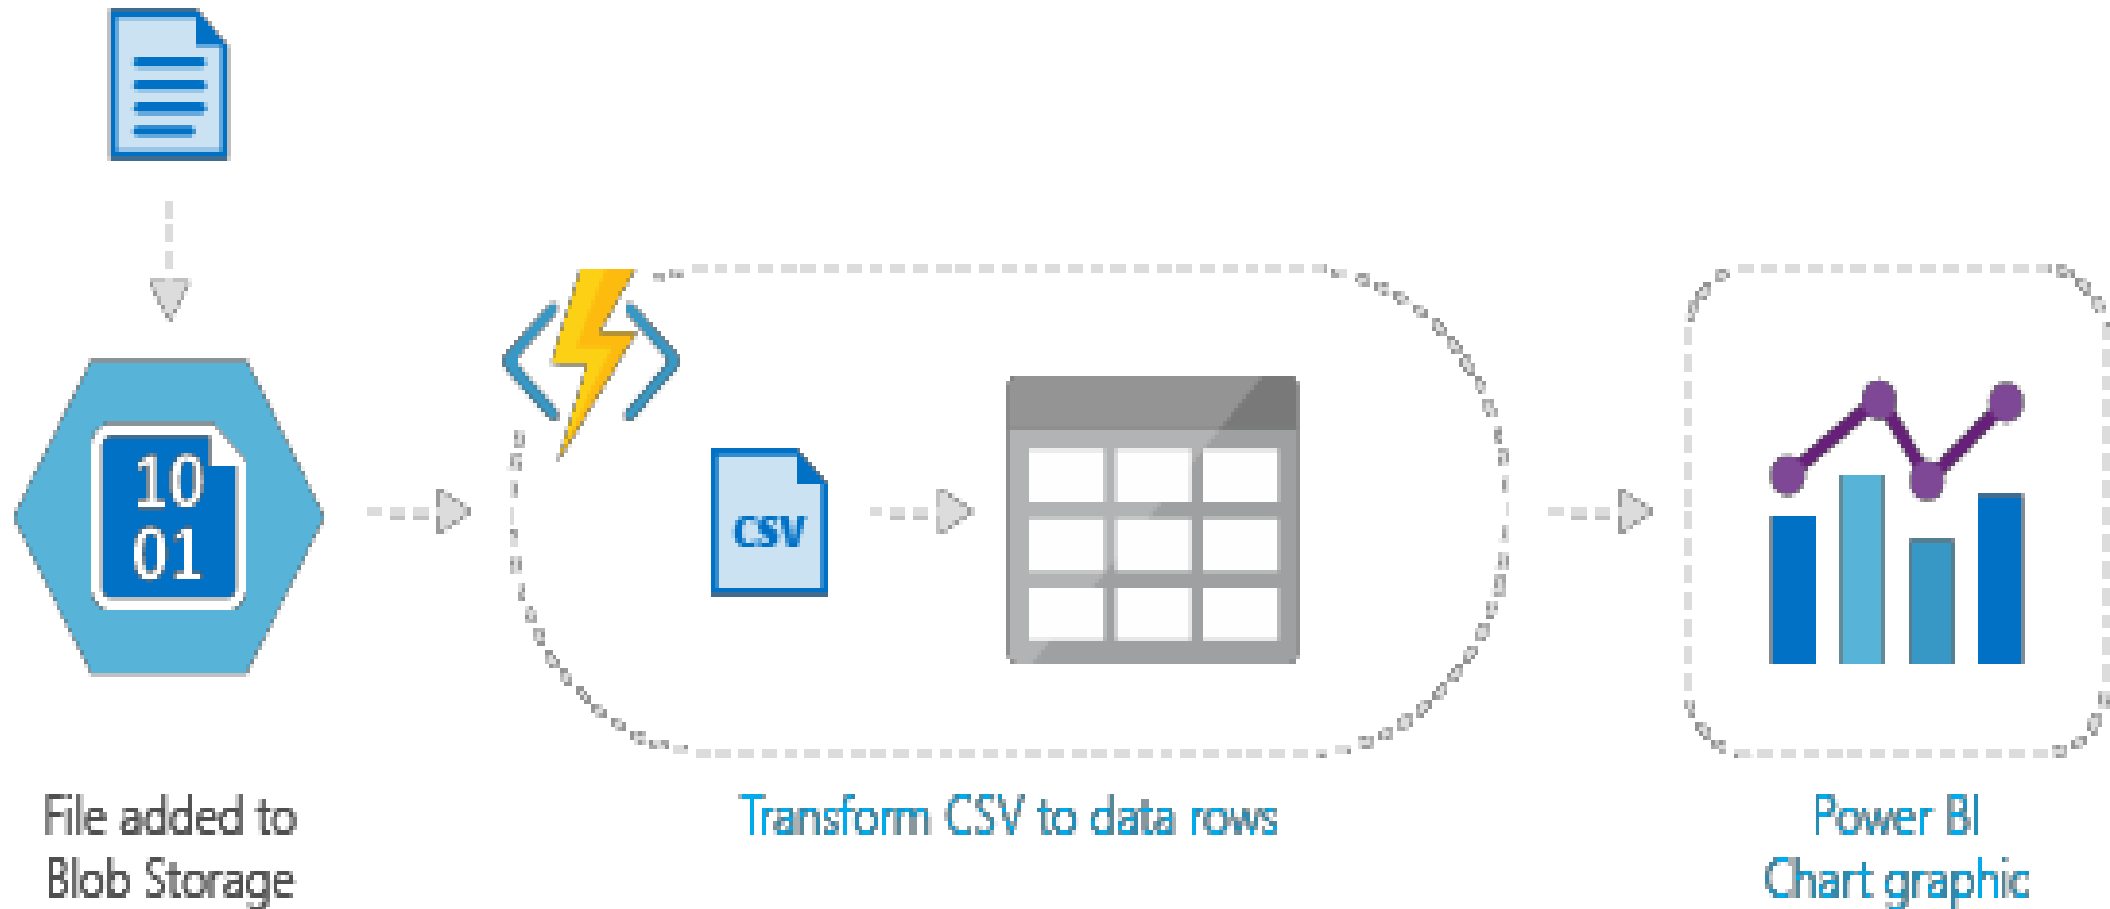 10
01
CSV
File added to
Blob Storage
Transform CSV to data rows
Power BI
Chart graphic